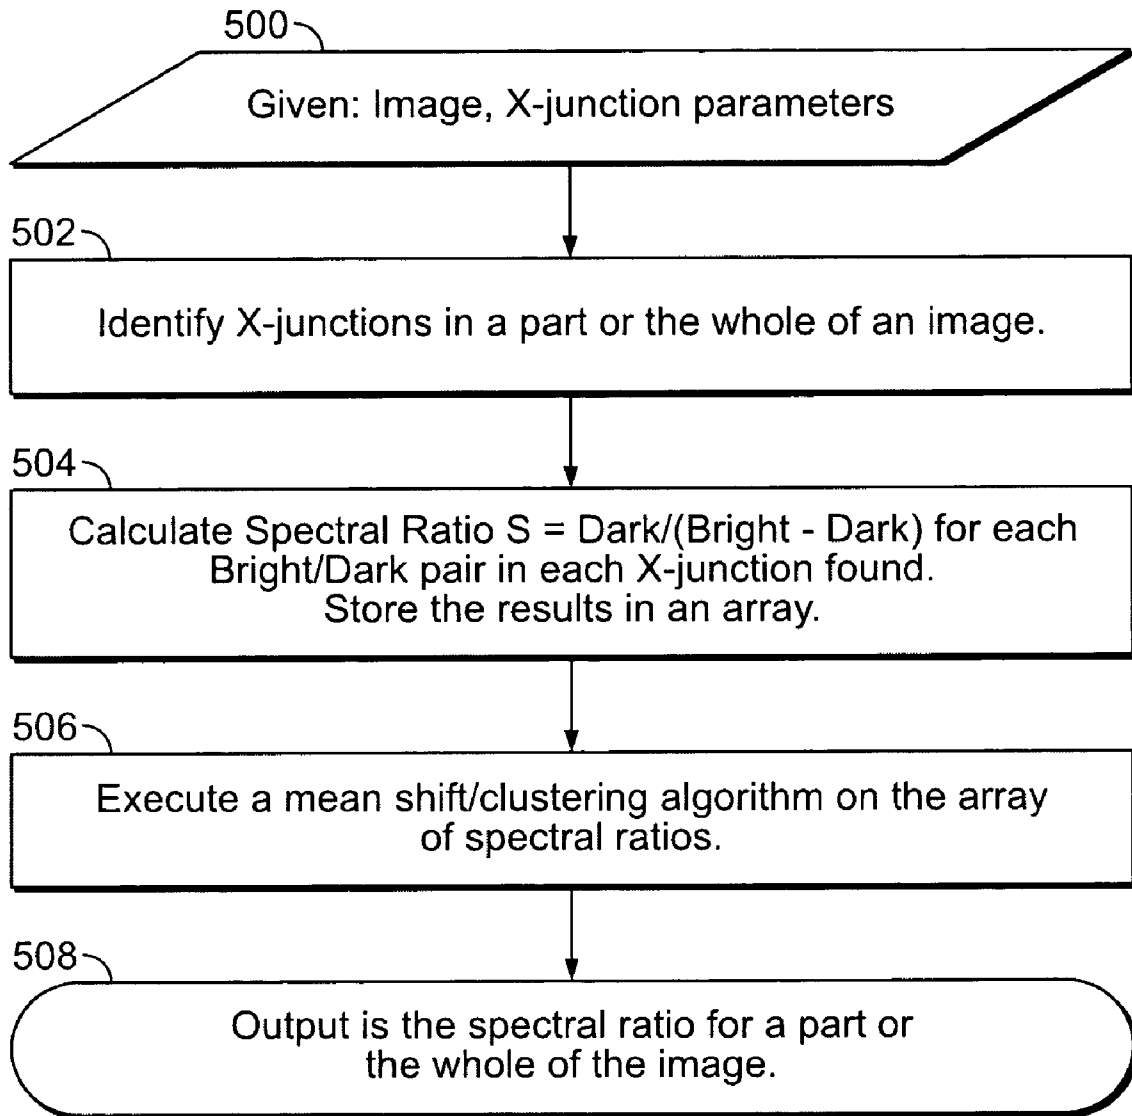 500
Given: Image, X-junction parameters
502
Identify X-junctions in a part or the whole of an image.
504
Calculate Spectral Ratio S = Dark/(Bright - Dark) for each
Bright/Dark pair in each X-junction found.
Store the results in an array.
506
Execute a mean shift/clustering algorithm on the array
of spectral ratios.
508
Output is the spectral ratio for a part or
the whole of the image.